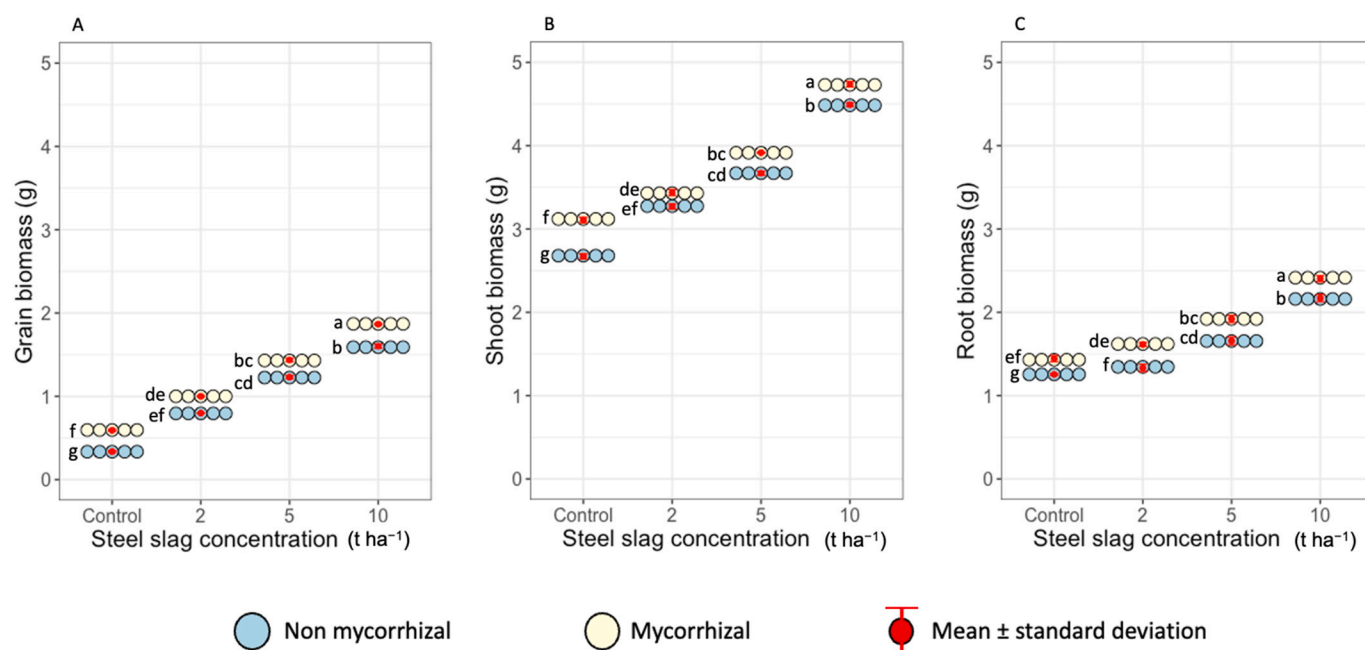 A
5
4
3
2
1
0
Grain biomass (g)
a
b
bc
cd
de
ef
f
g
Control 2 5 10
Steel slag concentration (t ha⁻¹)
B
5
4
3
2
1
0
Shoot biomass (g)
a
b
bc
cd
de
ef
f
g
Control 2 5 10
Steel slag concentration (t ha⁻¹)
C
5
4
3
2
1
0
Root biomass (g)
a
b
bc
cd
de
f
ef
g
Control 2 5 10
Steel slag concentration (t ha⁻¹)
Non mycorrhizal Mycorrhizal Mean ± standard deviation